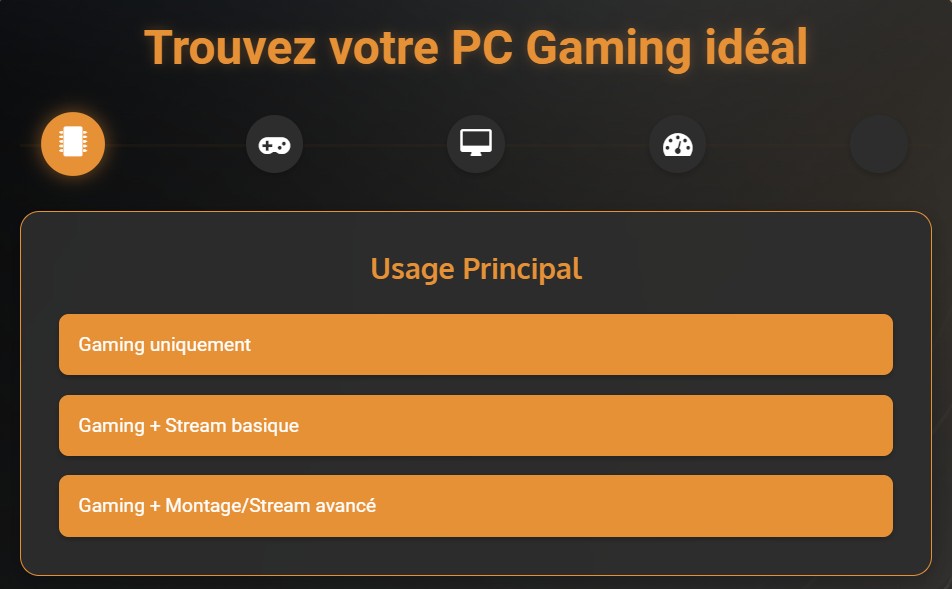 Trouvez votre PC Gaming idéal
Usage Principal
Gaming uniquement
Gaming + Stream basique
Gaming + Montage/Stream avancé